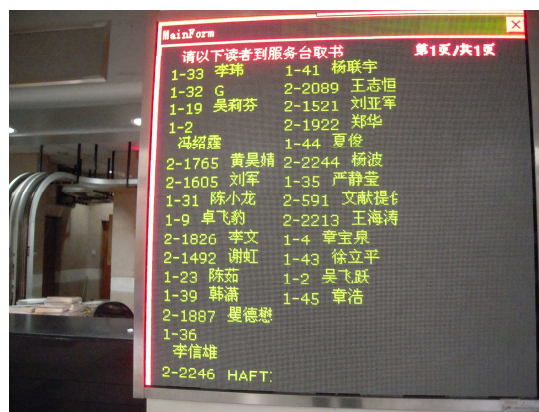 MainForm
请以下读者到服务台取书
第1页/共1页
1-33 李玮
1-32 G
1-19 吴莉芬
1-2
冯绍霆
2-1765 黄昊婧
2-1605 刘军
1-31 陈小龙
1-9 卓飞豹
2-1826 李文
2-1492 谢虹
1-23 陈茹
1-39 韩潇
2-1887 瞿德懋
1-36
李信雄
2-2246 HAFT
1-41 杨联宇
2-2089 王志恒
2-1521 刘亚军
2-1922 郑华
1-44 夏俊
2-2244 杨波
1-35 严静莹
2-591 文献提
2-2213 王海涛
1-4 章宝泉
1-43 徐立平
1-2 吴飞跃
1-45 章浩